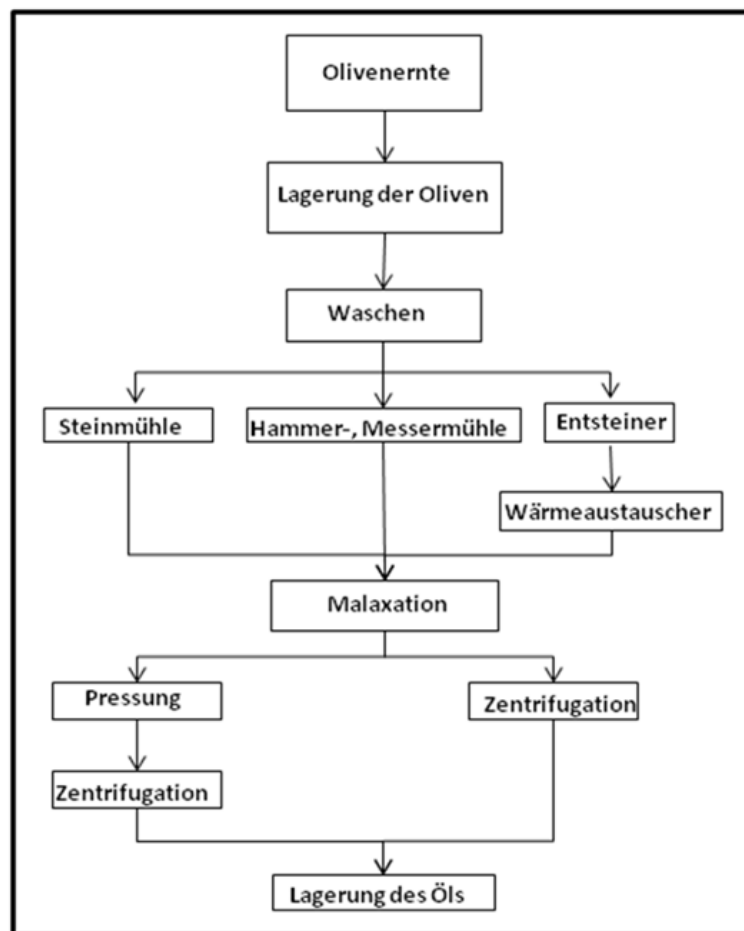 Olivenernte
Lagerung der Oliven
Waschen
Steinmühle
Hammer-, Messermühle
Entsteiner
Wärmeaustauscher
Malaxation
Pressung
Zentrifugation
Zentrifugation
Lagerung des Öls